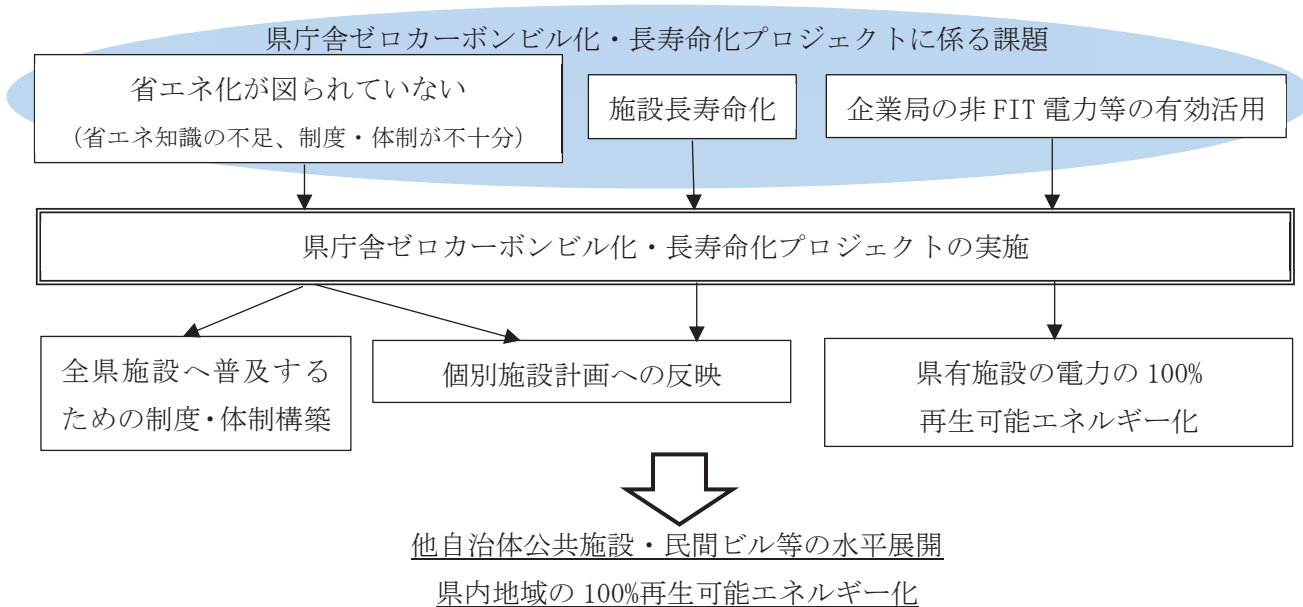 県庁舎ゼロカーボンビル化・長寿命化プロジェクトに係る課題
省エネ化が図られていない
（省エネ知識の不足、制度・体制が不十分）
施設長寿命化
企業局の非 FIT 電力等の有効活用
県庁舎ゼロカーボンビル化・長寿命化プロジェクトの実施
全県施設へ普及する
ための制度・体制構築
個別施設計画への反映
県有施設の電力の 100%
再生可能エネルギー化
他自治体公共施設・民間ビル等の水平展開
県内地域の 100%再生可能エネルギー化